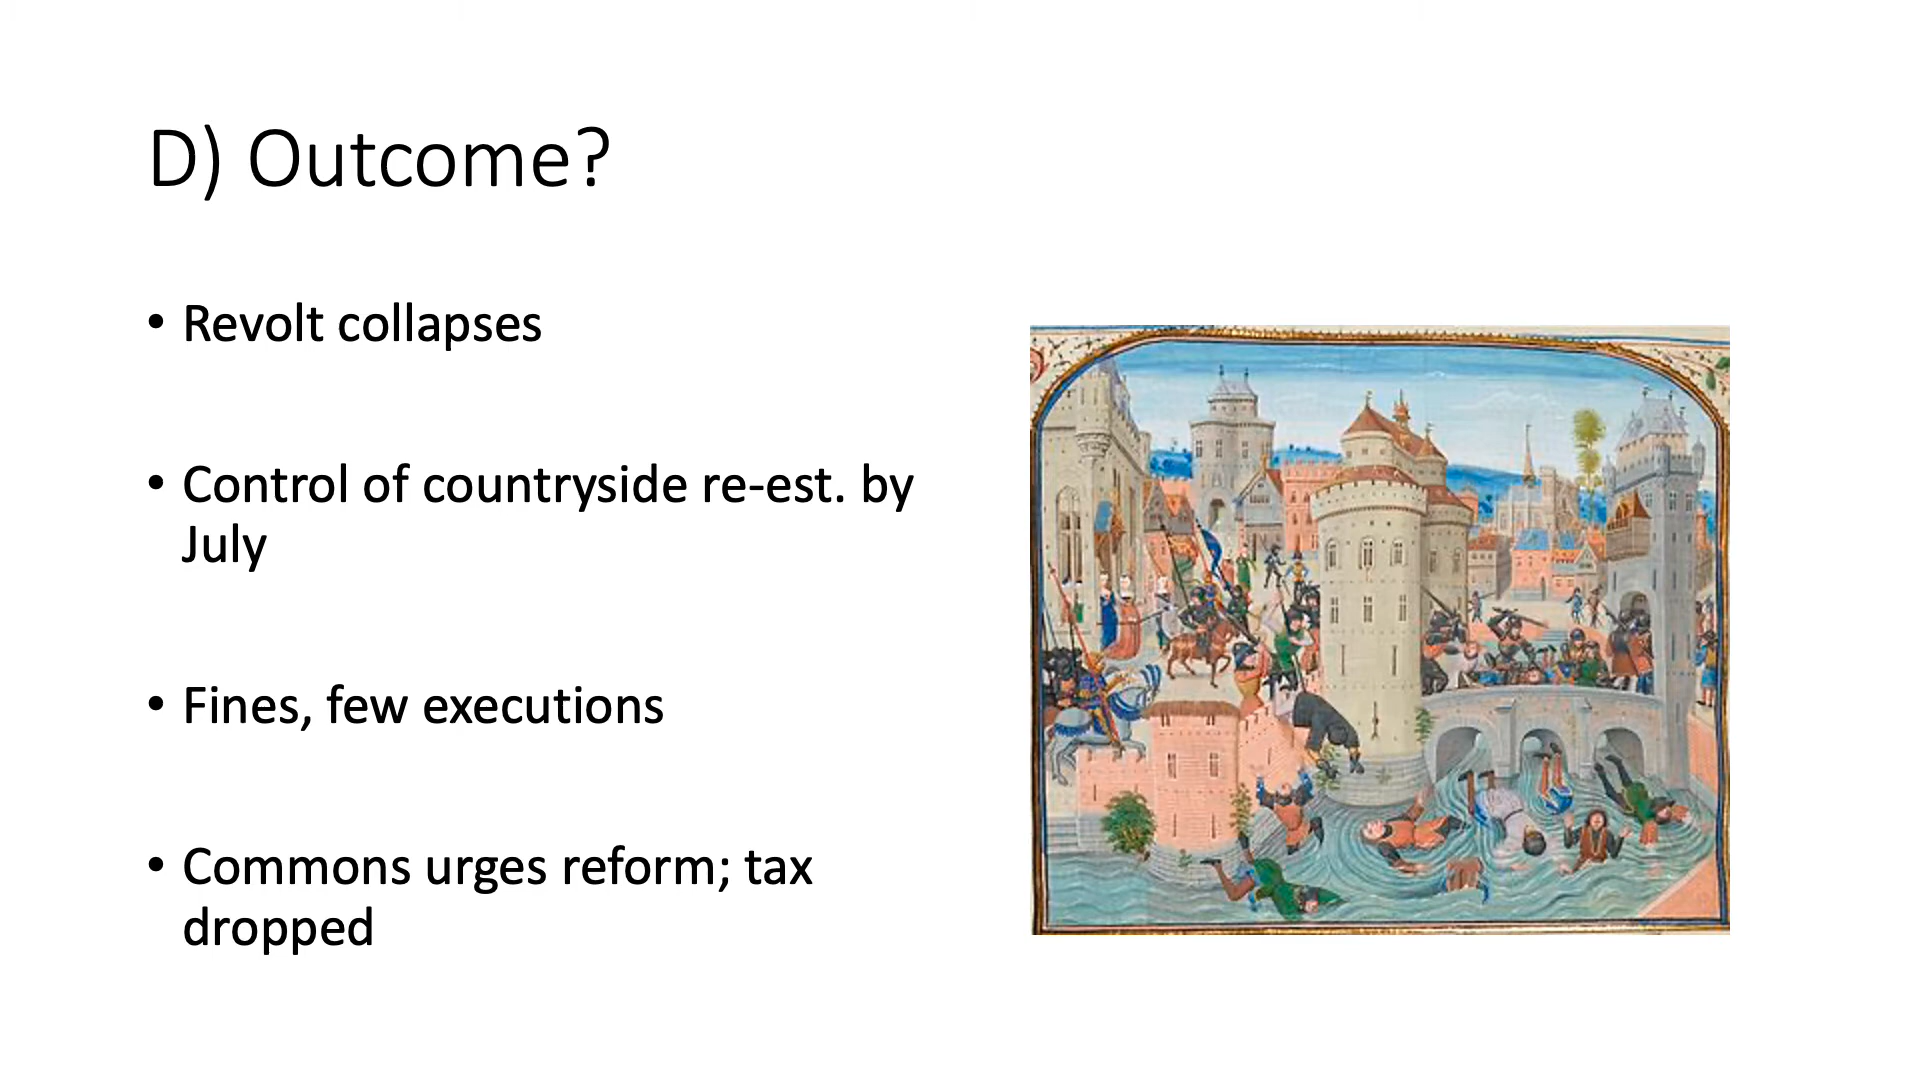 D) Outcome?
• Revolt collapses
• Control of countryside re-est. by
July
• Fines, few executions
• Commons urges reform; tax
dropped